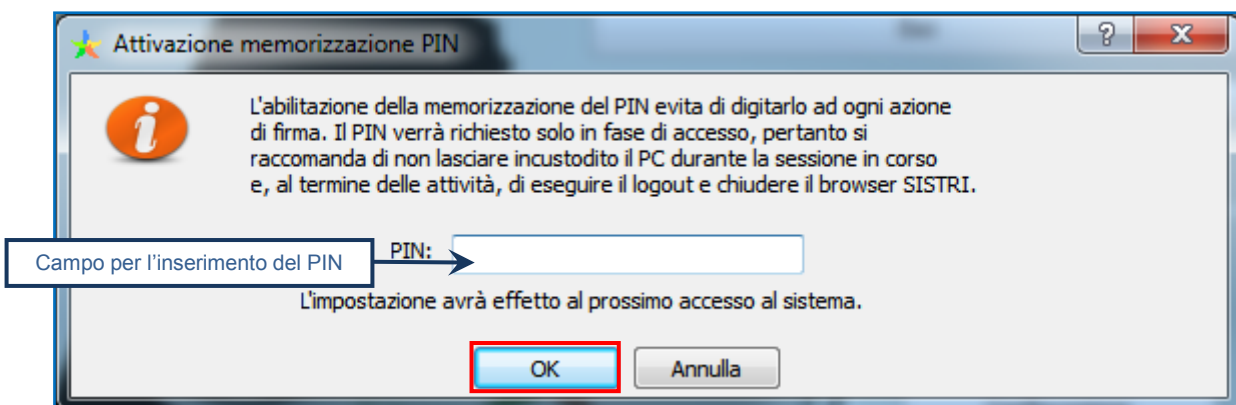 Attivazione memorizzazione PIN
L'abilitazione della memorizzazione del PIN evita di digitarlo ad ogni azione
di firma. Il PIN verrà richiesto solo in fase di accesso, pertanto si
raccomanda di non lasciare incustodito il PC durante la sessione in corso
e, al termine delle attività, di eseguire il logout e chiudere il browser SISTRI.
Campo per l’inserimento del PIN
PIN:
L'impostazione avrà effetto al prossimo accesso al sistema.
OK Annulla